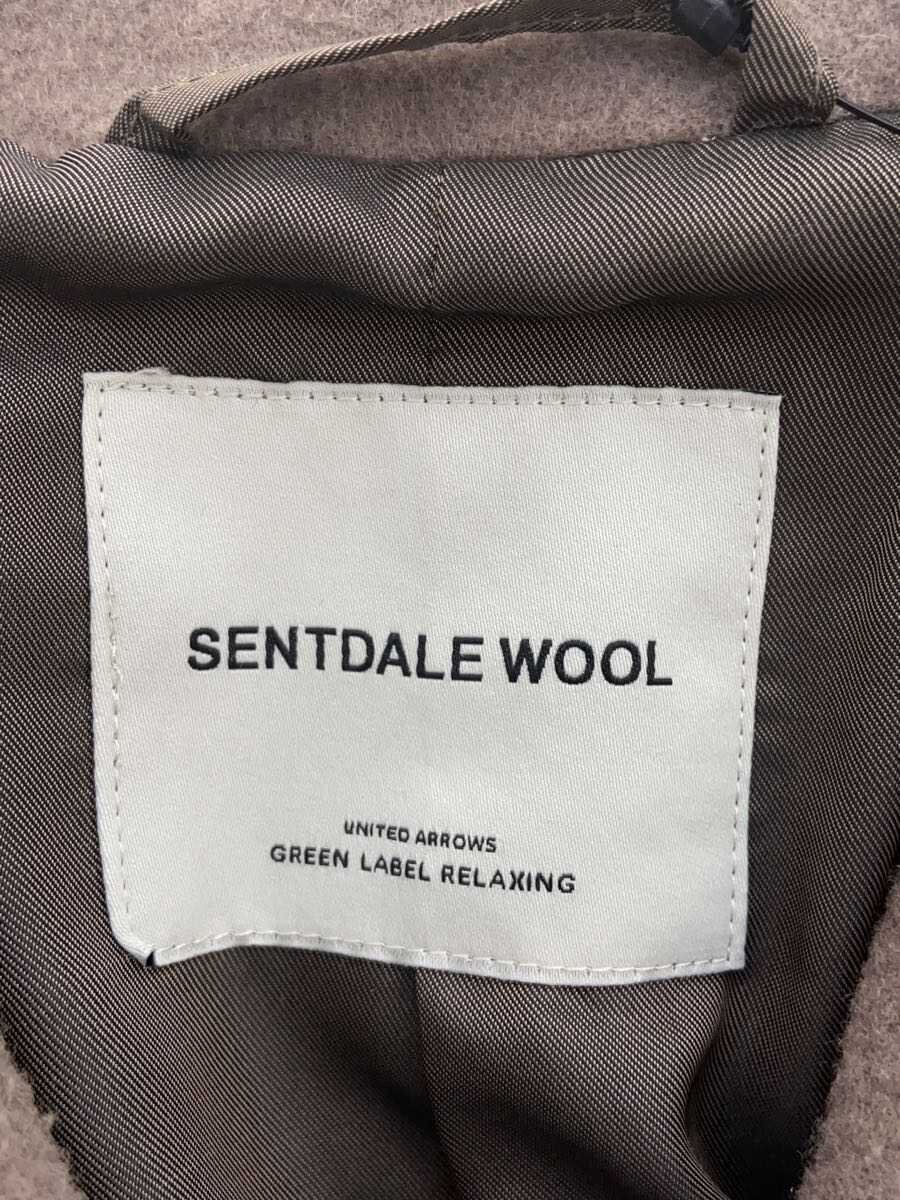 SENTDALE WOOL
UNITED ARROWS
GREEN LABEL RELAXING